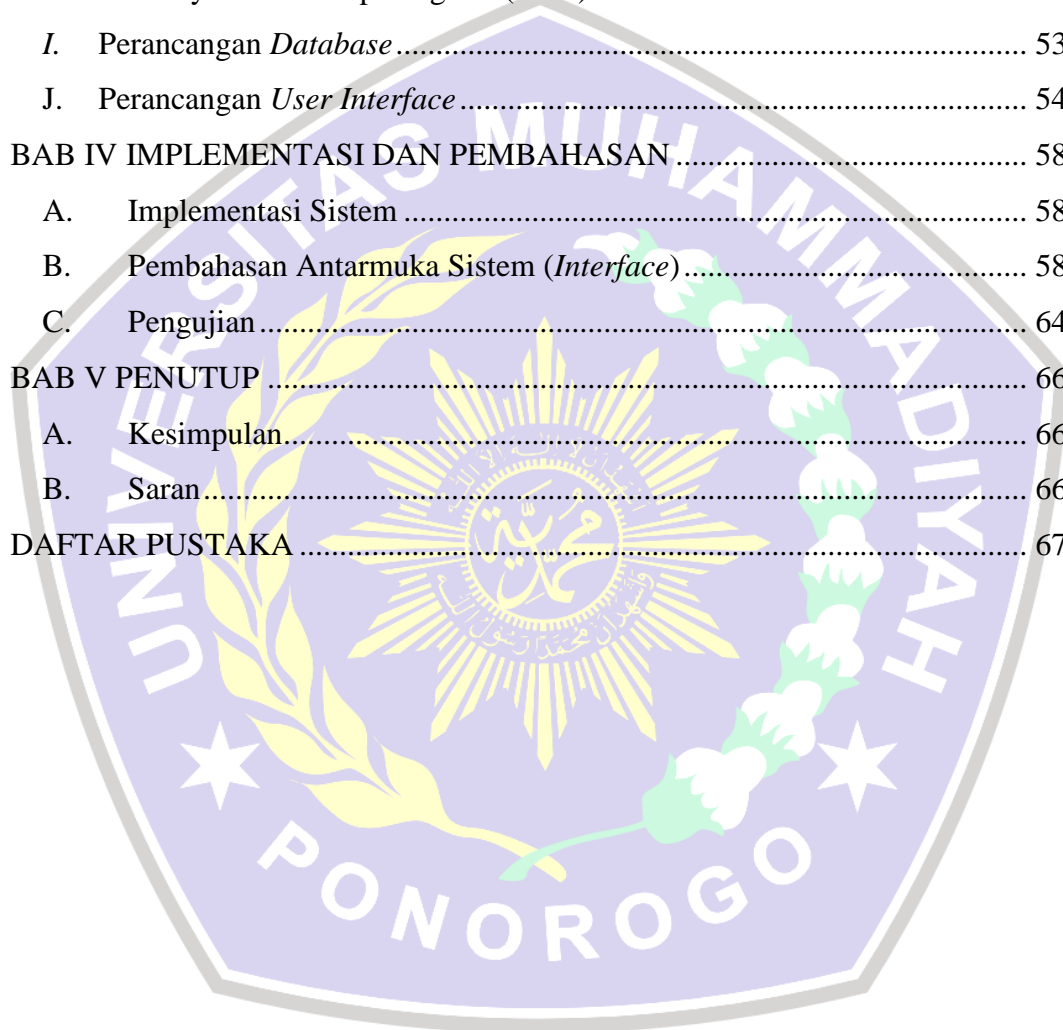 I. Perancangan Database ........ 53
J. Perancangan User Interface ........ 54
BAB IV IMPLEMENTASI DAN PEMBAHASAN ........ 58
A. Implementasi Sistem ........ 58
B. Pembahasan Antarmuka Sistem (Interface) ........ 58
C. Pengujian ........ 64
BAB V PENUTUP ........ 66
A. Kesimpulan ........ 66
B. Saran ........ 66
DAFTAR PUSTAKA ........ 67
UNIVERSITAS MUHAMMADIYAH
PONOROGO